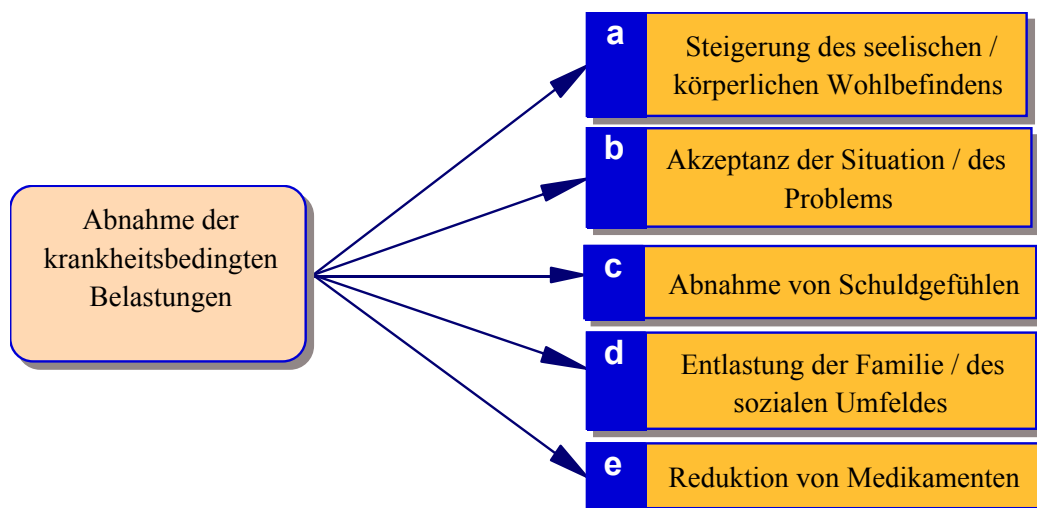 Abnahme der
krankheitsbedingten
Belastungen
a
Steigerung des seelischen /
körperlichen Wohlbefindens
b
Akzeptanz der Situation / des
Problems
c
Abnahme von Schuldgefühlen
d
Entlastung der Familie / des
sozialen Umfeldes
e
Reduktion von Medikamenten